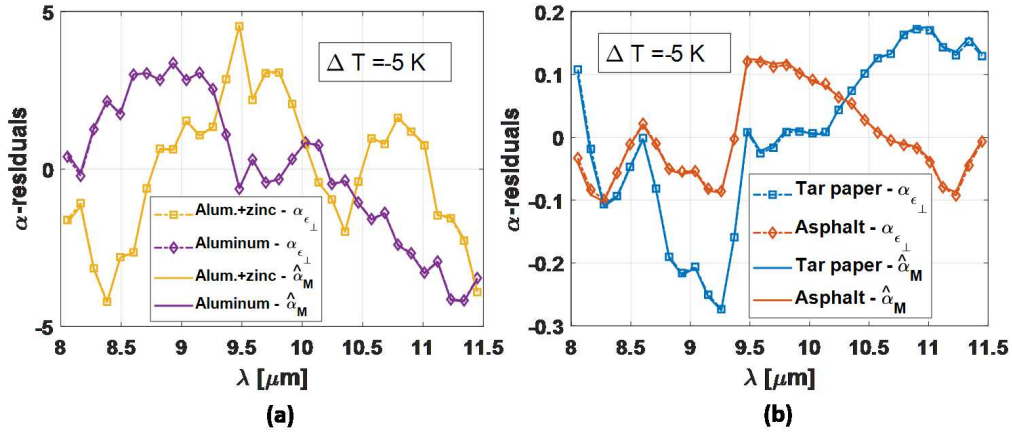 5
0
-5
α-residuals
Δ T =-5 K
Alum.+zinc - α_ϵ⊥
Aluminum - α_ϵ⊥
Alum.+zinc - α̂_M
Aluminum - α̂_M
8 8.5 9 9.5 10 10.5 11 11.5
λ [μm]
(a)
0.2
0.1
0
-0.1
-0.2
-0.3
α-residuals
Δ T =-5 K
Tar paper - α_ϵ⊥
Asphalt - α_ϵ⊥
Tar paper - α̂_M
Asphalt - α̂_M
8 8.5 9 9.5 10 10.5 11 11.5
λ [μm]
(b)